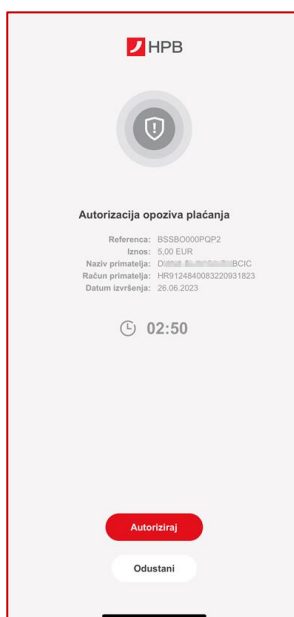 HPB
Autorizacija opoziva plaćanja
Referenca: BSSBO000PQP2
Iznos: 5,00 EUR
Naziv primatelja: D BCIC
Račun primatelja: HR9124840083220931823
Datum izvršenja: 26.06.2023
02:50
Autoriziraj
Odustani